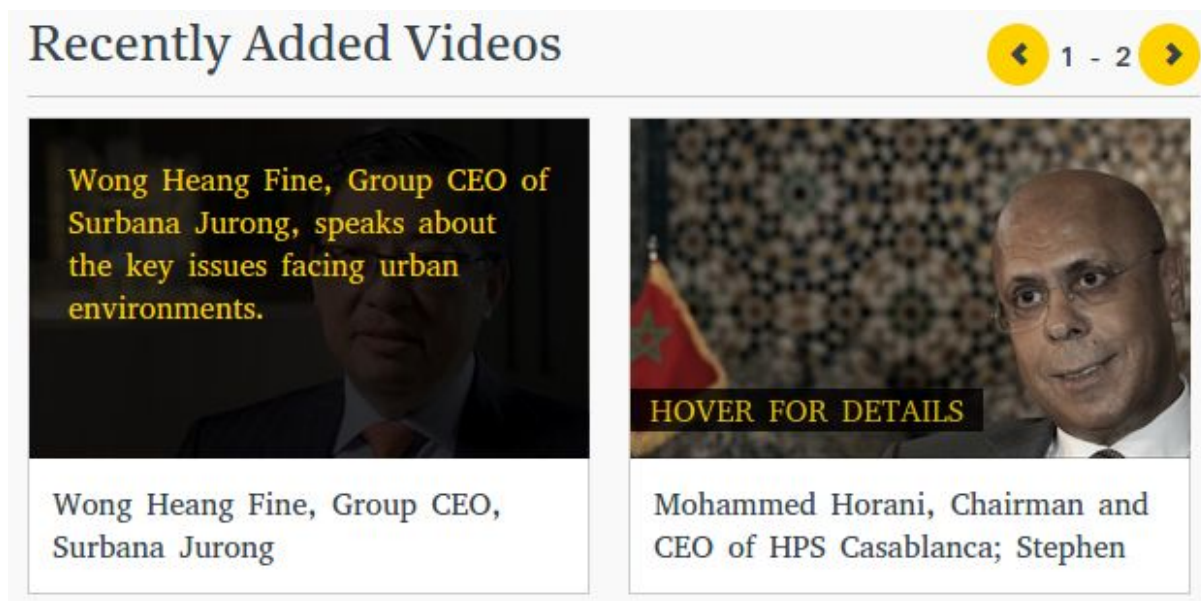 Recently Added Videos
1 - 2
Wong Heang Fine, Group CEO of
Surbana Jurong, speaks about
the key issues facing urban
environments.
HOVER FOR DETAILS
Wong Heang Fine, Group CEO,
Surbana Jurong
Mohammed Horani, Chairman and
CEO of HPS Casablanca; Stephen